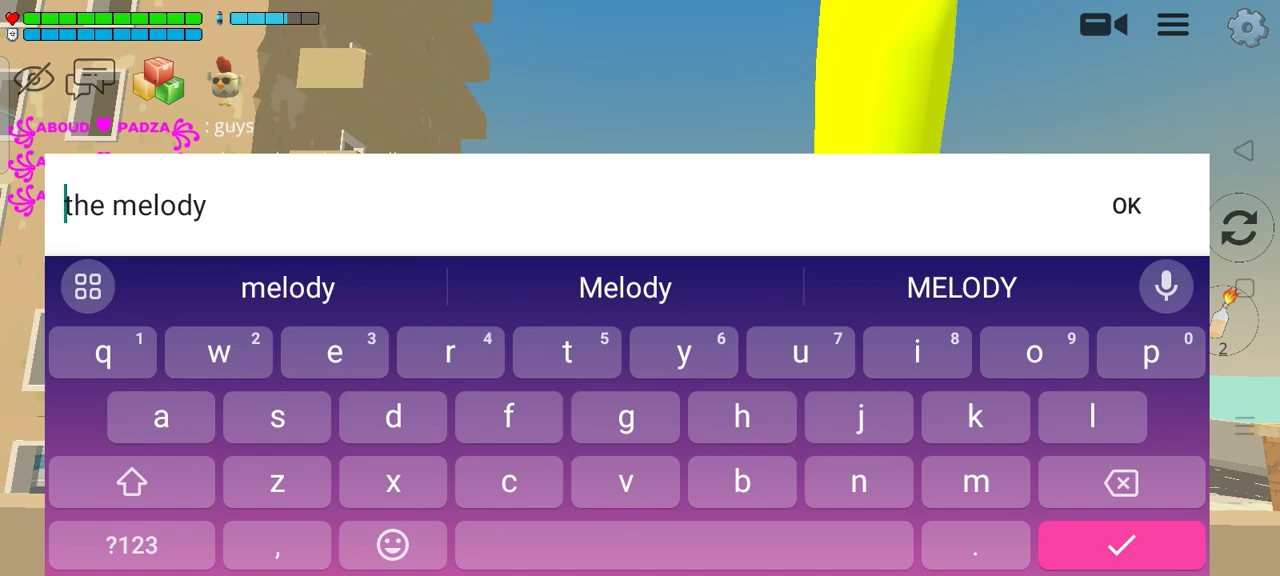 ABOUD ♥ PADZA : guys
the melody
OK
melody Melody MELODY
q 1 w 2 e 3 r 4 t 5 y 6 u 7 i 8 o 9 p 0
a s d f g h j k l
2
z x c v b n m
?123 , .